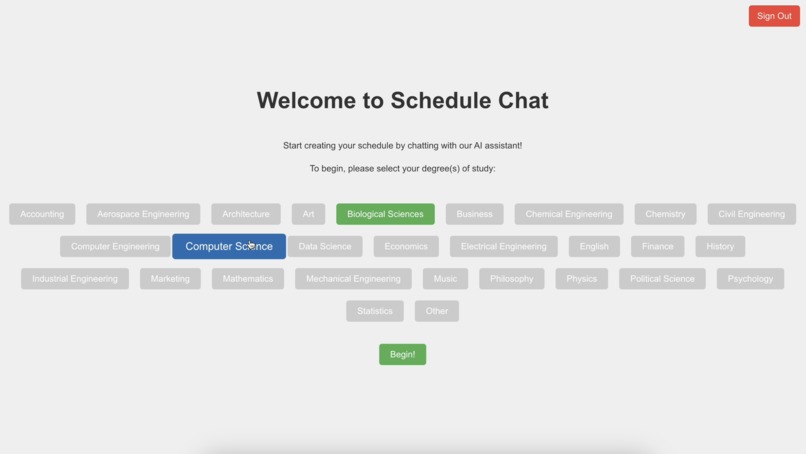 Sign Out
Welcome to Schedule Chat
Start creating your schedule by chatting with our AI assistant!
To begin, please select your degree(s) of study:
Accounting Aerospace Engineering Architecture Art Biological Sciences Business Chemical Engineering Chemistry Civil Engineering
Computer Engineering Computer Science Data Science Economics Electrical Engineering English Finance History
Industrial Engineering Marketing Mathematics Mechanical Engineering Music Philosophy Physics Political Science Psychology
Statistics Other
Begin!